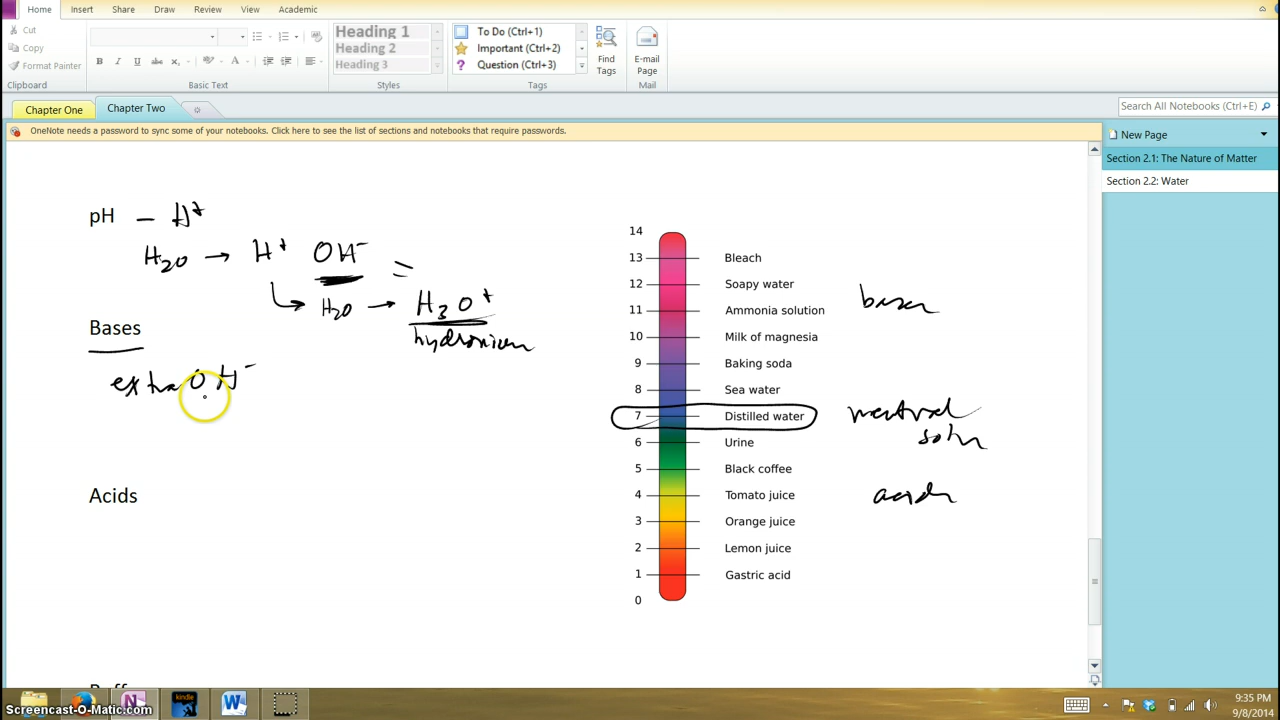 Home Insert Share Draw Review View Academic
Cut
Copy
Format Painter
Clipboard
B I U abc A
Basic Text
Heading 1
Heading 2
Heading 3
Styles
To Do (Ctrl+1)
Important (Ctrl+2)
? Question (Ctrl+3)
Tags
Find
Tags
E-mail
Page
Mail
Chapter One
Chapter Two
Search All Notebooks (Ctrl+E)
OneNote needs a password to sync some of your notebooks. Click here to see the list of sections and notebooks that require passwords.
New Page
Section 2.1: The Nature of Matter
Section 2.2: Water
pH – H+
H2O → H+ OH- =
H2O → H3O+
hydronium
Bases
extra OH-
Acids
14
13 Bleach
12 Soapy water
11 Ammonia solution
10 Milk of magnesia
9 Baking soda
8 Sea water
7 Distilled water
6 Urine
5 Black coffee
4 Tomato juice
3 Orange juice
2 Lemon juice
1 Gastric acid
0
bases
neutral
soln
acids
Screencast-O-Matic.com
kindle
9:35 PM
9/8/2014